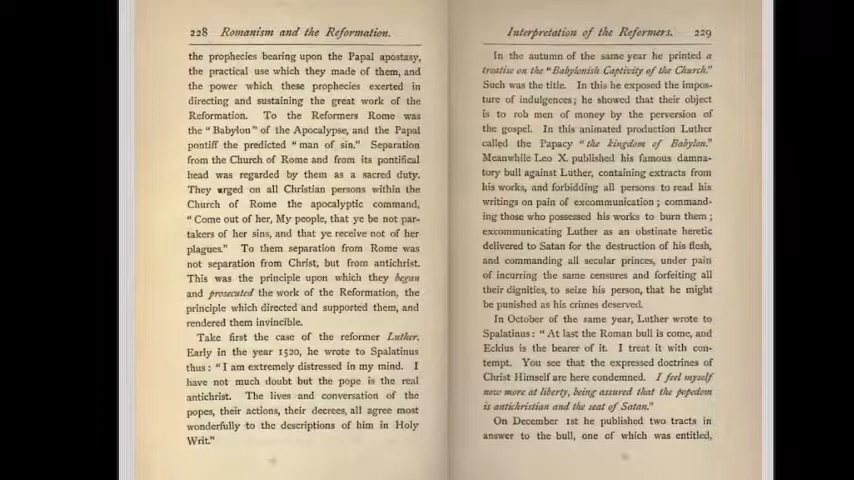 228 Romanism and the Reformation.
the prophecies bearing upon the Papal apostasy,
the practical use which they made of them, and
the power which these prophecies exerted in
directing and sustaining the great work of the
Reformation. To the Reformers Rome was
the "Babylon" of the Apocalypse, and the Papal
pontiff the predicted "man of sin." Separation
from the Church of Rome and from its pontifical
head was regarded by them as a sacred duty.
They urged on all Christian persons within the
Church of Rome the apocalyptic command,
"Come out of her, My people, that ye be not par-
takers of her sins, and that ye receive not of her
plagues." To them separation from Rome was
not separation from Christ, but from antichrist.
This was the principle upon which they began
and prosecuted the work of the Reformation, the
principle which directed and supported them, and
rendered them invincible.
Take first the case of the reformer Luther.
Early in the year 1520, he wrote to Spalatinus
thus: "I am extremely distressed in my mind. I
have not much doubt but the pope is the real
antichrist. The lives and conversation of the
popes, their actions, their decrees, all agree most
wonderfully to the descriptions of him in Holy
Writ."
Interpretation of the Reformers. 229
In the autumn of the same year he printed a
treatise on the "Babylonish Captivity of the Church."
Such was the title. In this he exposed the impos-
ture of indulgences; he showed that their object
is to rob men of money by the perversion of
the gospel. In this animated production Luther
called the Papacy "the kingdom of Babylon."
Meanwhile Leo X. published his famous damna-
tory bull against Luther, containing extracts from
his works, and forbidding all persons to read his
writings on pain of excommunication; command-
ing those who possessed his works to burn them;
excommunicating Luther as an obstinate heretic
delivered to Satan for the destruction of his flesh,
and commanding all secular princes, under pain
of incurring the same censures and forfeiting all
their dignities, to seize his person, that he might
be punished as his crimes deserved.
In October of the same year, Luther wrote to
Spalatinus: "At last the Roman bull is come, and
Eckius is the bearer of it. I treat it with con-
tempt. You see that the expressed doctrines of
Christ Himself are here condemned. I feel myself
now more at liberty, being assured that the popedom
is antichristian and the seat of Satan."
On December 1st he published two tracts in
answer to the bull, one of which was entitled,